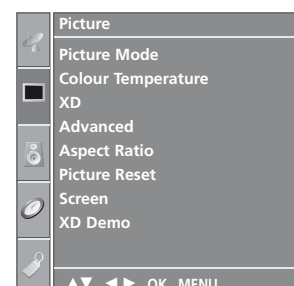 Picture
Picture Mode
Colour Temperature
XD
Advanced
Aspect Ratio
Picture Reset
Screen
XD Demo
▲▼ ◄► OK MENU